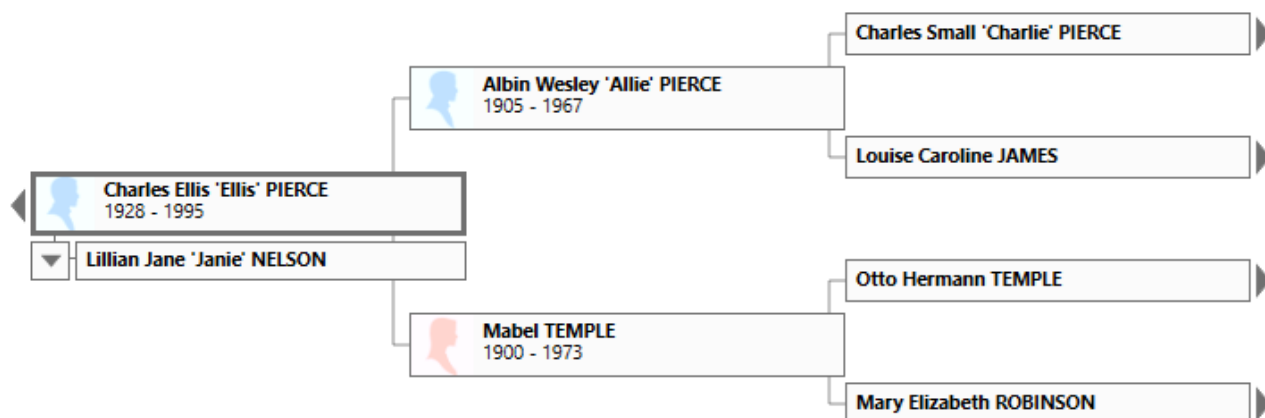 Charles Small 'Charlie' PIERCE
Albin Wesley 'Allie' PIERCE
1905 - 1967
Louise Caroline JAMES
Charles Ellis 'Ellis' PIERCE
1928 - 1995
Lillian Jane 'Janie' NELSON
Otto Hermann TEMPLE
Mabel TEMPLE
1900 - 1973
Mary Elizabeth ROBINSON